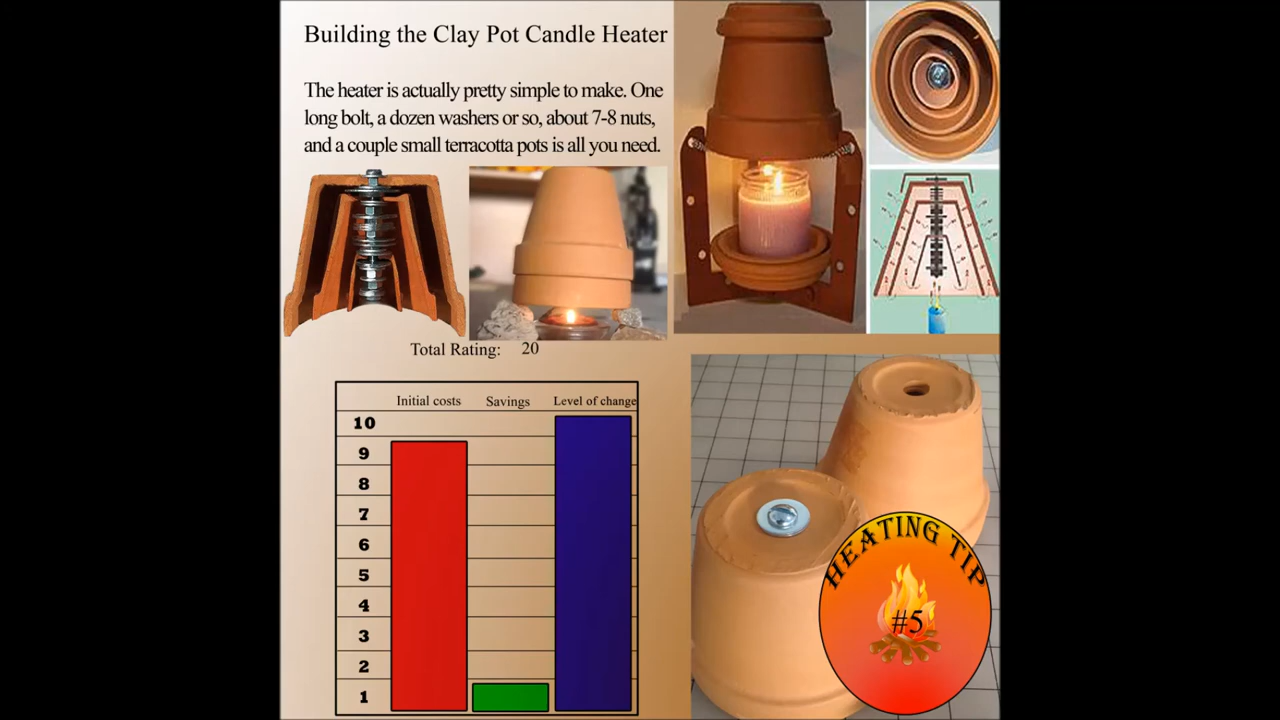 Building the Clay Pot Candle Heater
The heater is actually pretty simple to make. One
long bolt, a dozen washers or so, about 7-8 nuts,
and a couple small terracotta pots is all you need.
Total Rating: 20
Initial costs Savings Level of change
10
9
8
7
6
5
4
3
2
1
HEATING TIP
#5